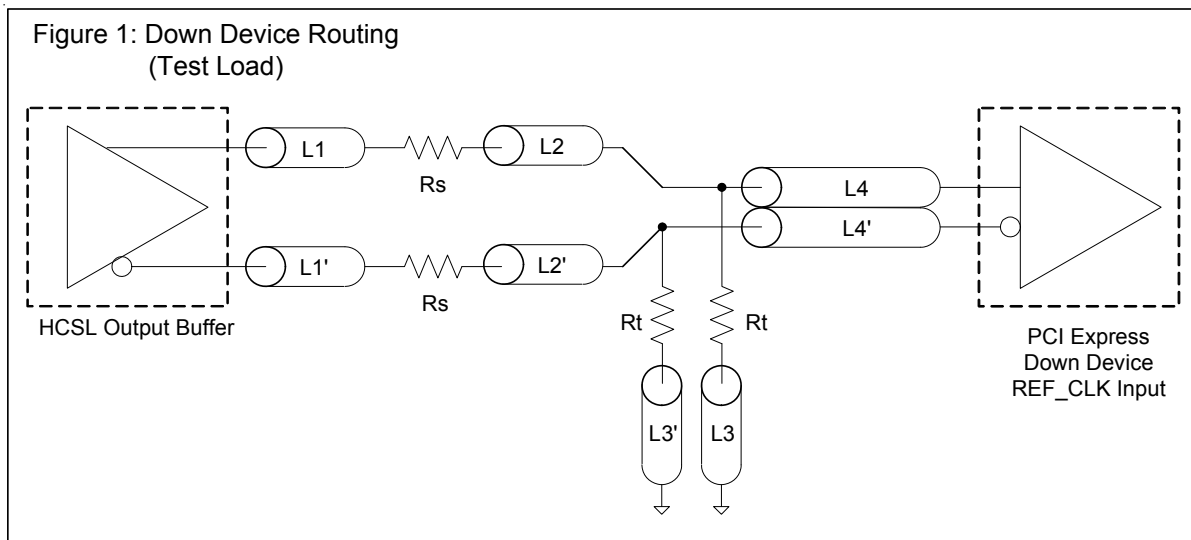 Figure 1: Down Device Routing
(Test Load)
L1
Rs
L2
L4
L4'
L1'
Rs
L2'
HCSL Output Buffer
Rt
Rt
L3'
L3
PCI Express
Down Device
REF_CLK Input